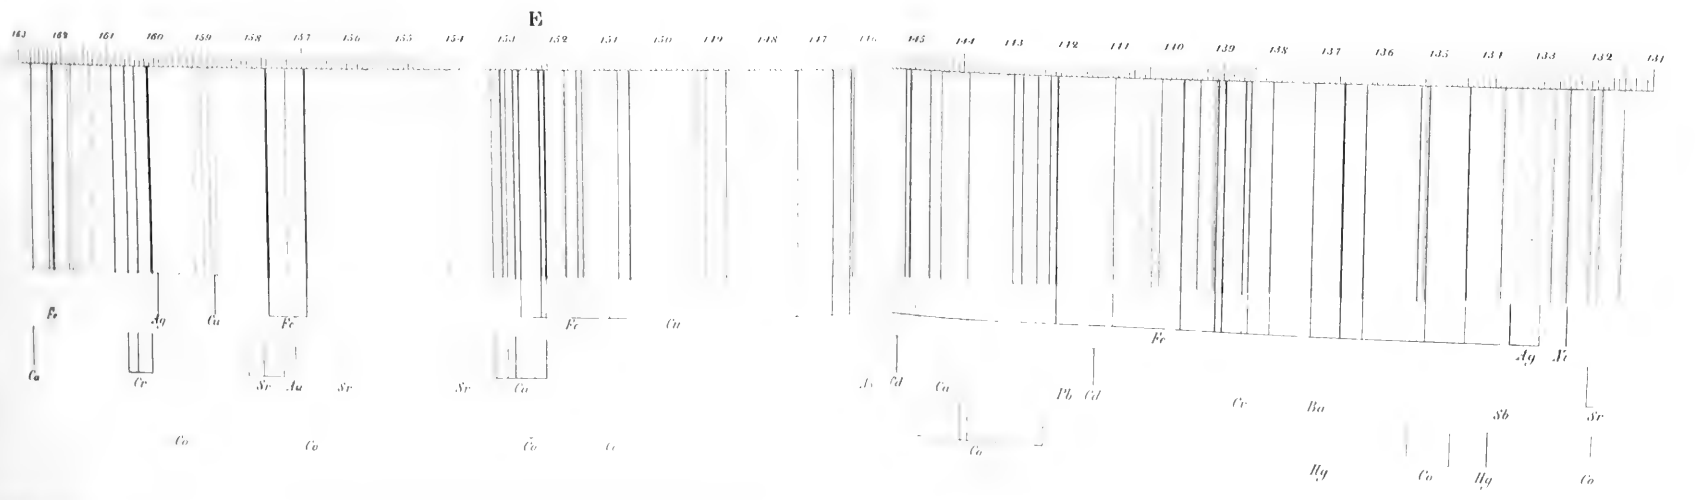 E
163 162 161 160 159 158 157 156 155 154 153 152 151 150 149 148 147 146 145 144 143 142 141 140 139 138 137 136 135 134 133 132 131
Fe Ag Ca Fe Fe Cu Fe Ag Ni
Ca Cr Sr Au Sr Sr Ca Cd Ca Pb Cd Cr Ba Sb Sr
Co Co Co Ca Hg Co Hg Co